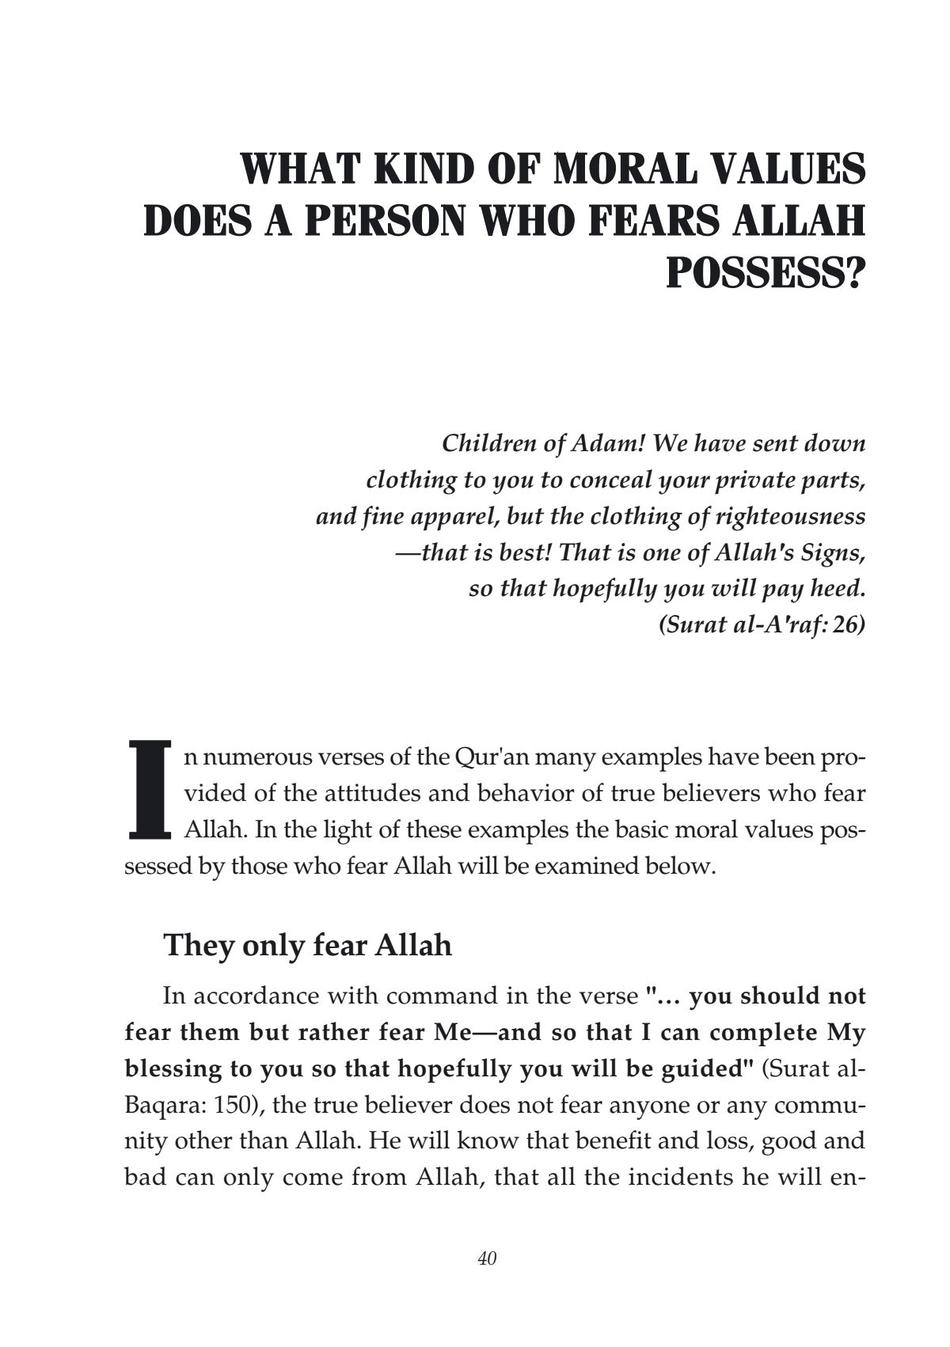 WHAT KIND OF MORAL VALUES
DOES A PERSON WHO FEARS ALLAH
POSSESS?
Children of Adam! We have sent down
clothing to you to conceal your private parts,
and fine apparel, but the clothing of righteousness
—that is best! That is one of Allah's Signs,
so that hopefully you will pay heed.
(Surat al-A'raf: 26)
In numerous verses of the Qur'an many examples have been pro-
vided of the attitudes and behavior of true believers who fear
Allah. In the light of these examples the basic moral values pos-
sessed by those who fear Allah will be examined below.
They only fear Allah
In accordance with command in the verse "... you should not
fear them but rather fear Me—and so that I can complete My
blessing to you so that hopefully you will be guided" (Surat al-
Baqara: 150), the true believer does not fear anyone or any commu-
nity other than Allah. He will know that benefit and loss, good and
bad can only come from Allah, that all the incidents he will en-
40